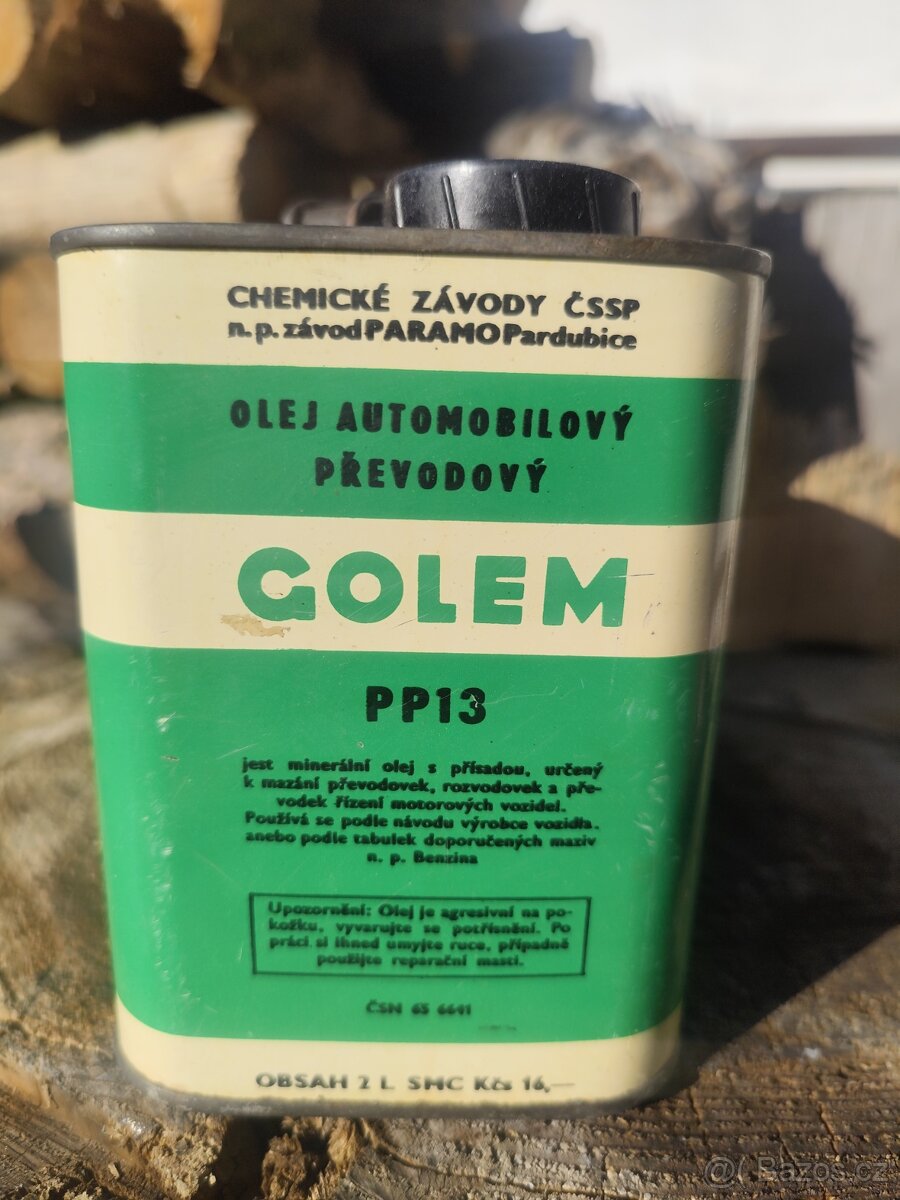 CHEMICKÉ ZÁVODY ČSSP
n.p. závod PARAMO Pardubice
OLEJ AUTOMOBILOVÝ
PŘEVODOVÝ
GOLEM
PP13
jest minerální olej s přísadou, určený
k mazání převodovek, rozvodovek a pře-
vodek řízení motorových vozidel.
Používá se podle návodu výrobce vozidla,
anebo podle tabulek doporučených maziv
n. p. Benzina
Upozornění: Olej je agresivní na po-
kožku, vyvarujte se potřísnění. Po
práci si ihned umyjte ruce, případně
použijte reparační masti.
ČSN 65 6641
OBSAH 2 L SMC Kčs 16,—
@ Bazos.cz